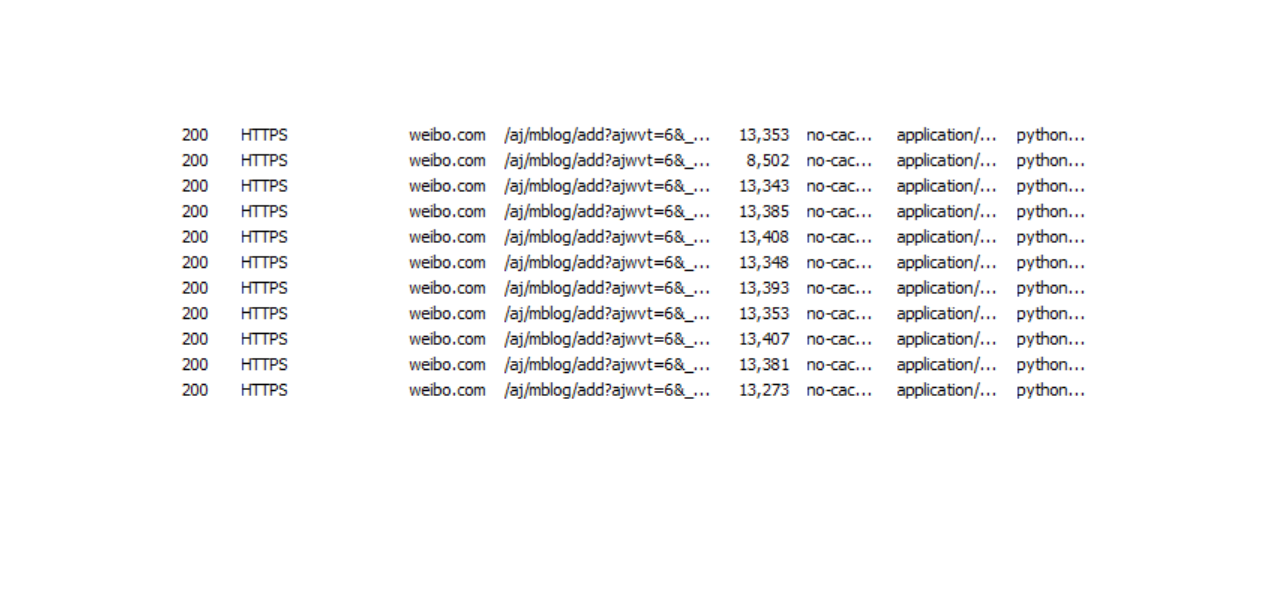 200 HTTPS weibo.com /aj/mblog/add?ajwvt=6&_... 13,353 no-cac... application/... python...
200 HTTPS weibo.com /aj/mblog/add?ajwvt=6&_... 8,502 no-cac... application/... python...
200 HTTPS weibo.com /aj/mblog/add?ajwvt=6&_... 13,343 no-cac... application/... python...
200 HTTPS weibo.com /aj/mblog/add?ajwvt=6&_... 13,385 no-cac... application/... python...
200 HTTPS weibo.com /aj/mblog/add?ajwvt=6&_... 13,408 no-cac... application/... python...
200 HTTPS weibo.com /aj/mblog/add?ajwvt=6&_... 13,348 no-cac... application/... python...
200 HTTPS weibo.com /aj/mblog/add?ajwvt=6&_... 13,393 no-cac... application/... python...
200 HTTPS weibo.com /aj/mblog/add?ajwvt=6&_... 13,353 no-cac... application/... python...
200 HTTPS weibo.com /aj/mblog/add?ajwvt=6&_... 13,407 no-cac... application/... python...
200 HTTPS weibo.com /aj/mblog/add?ajwvt=6&_... 13,381 no-cac... application/... python...
200 HTTPS weibo.com /aj/mblog/add?ajwvt=6&_... 13,273 no-cac... application/... python...